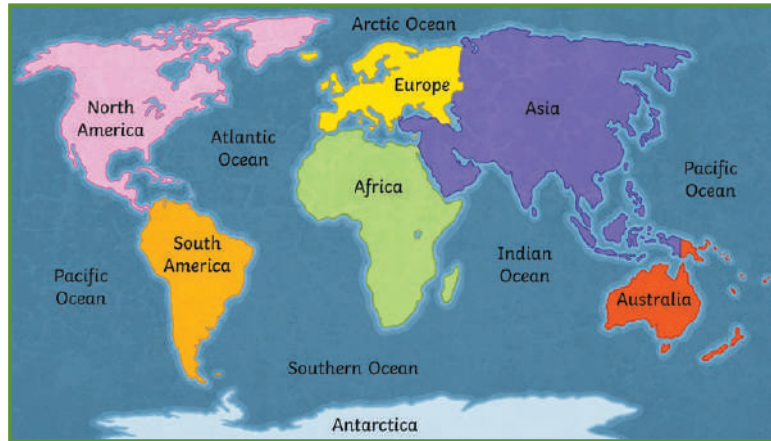 Arctic Ocean
North
America
Europe
Asia
Atlantic
Ocean
Pacific
Ocean
Africa
South
America
Indian
Ocean
Pacific
Ocean
Australia
Southern Ocean
Antarctica